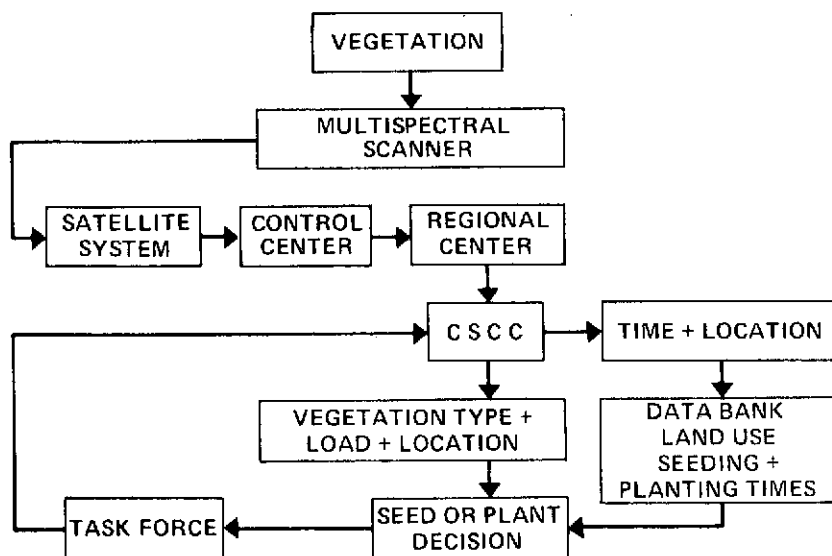 VEGETATION
MULTISPECTRAL
SCANNER
SATELLITE
SYSTEM
CONTROL
CENTER
REGIONAL
CENTER
CSCC
TIME + LOCATION
VEGETATION TYPE +
LOAD + LOCATION
DATA BANK
LAND USE
SEEDING +
PLANTING TIMES
TASK FORCE
SEED OR PLANT
DECISION